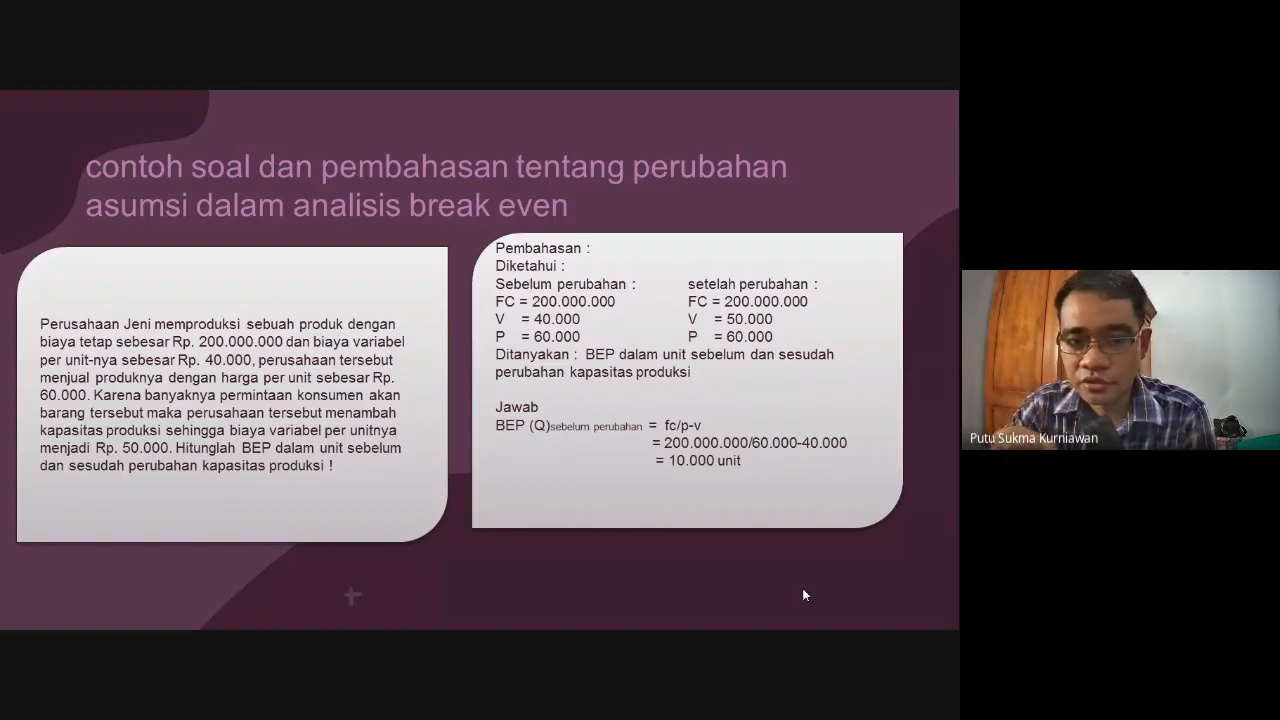 contoh soal dan pembahasan tentang perubahan
asumsi dalam analisis break even
Perusahaan Jeni memproduksi sebuah produk dengan
biaya tetap sebesar Rp. 200.000.000 dan biaya variabel
per unit-nya sebesar Rp. 40.000, perusahaan tersebut
menjual produknya dengan harga per unit sebesar Rp.
60.000. Karena banyaknya permintaan konsumen akan
barang tersebut maka perusahaan tersebut menambah
kapasitas produksi sehingga biaya variabel per unitnya
menjadi Rp. 50.000. Hitunglah BEP dalam unit sebelum
dan sesudah perubahan kapasitas produksi !
Pembahasan :
Diketahui :
Sebelum perubahan : setelah perubahan :
FC = 200.000.000 FC = 200.000.000
V = 40.000 V = 50.000
P = 60.000 P = 60.000
Ditanyakan : BEP dalam unit sebelum dan sesudah
perubahan kapasitas produksi
Jawab
BEP (Q)sebelum perubahan = fc/p-v
= 200.000.000/60.000-40.000
= 10.000 unit
Putu Sukma Kurniawan